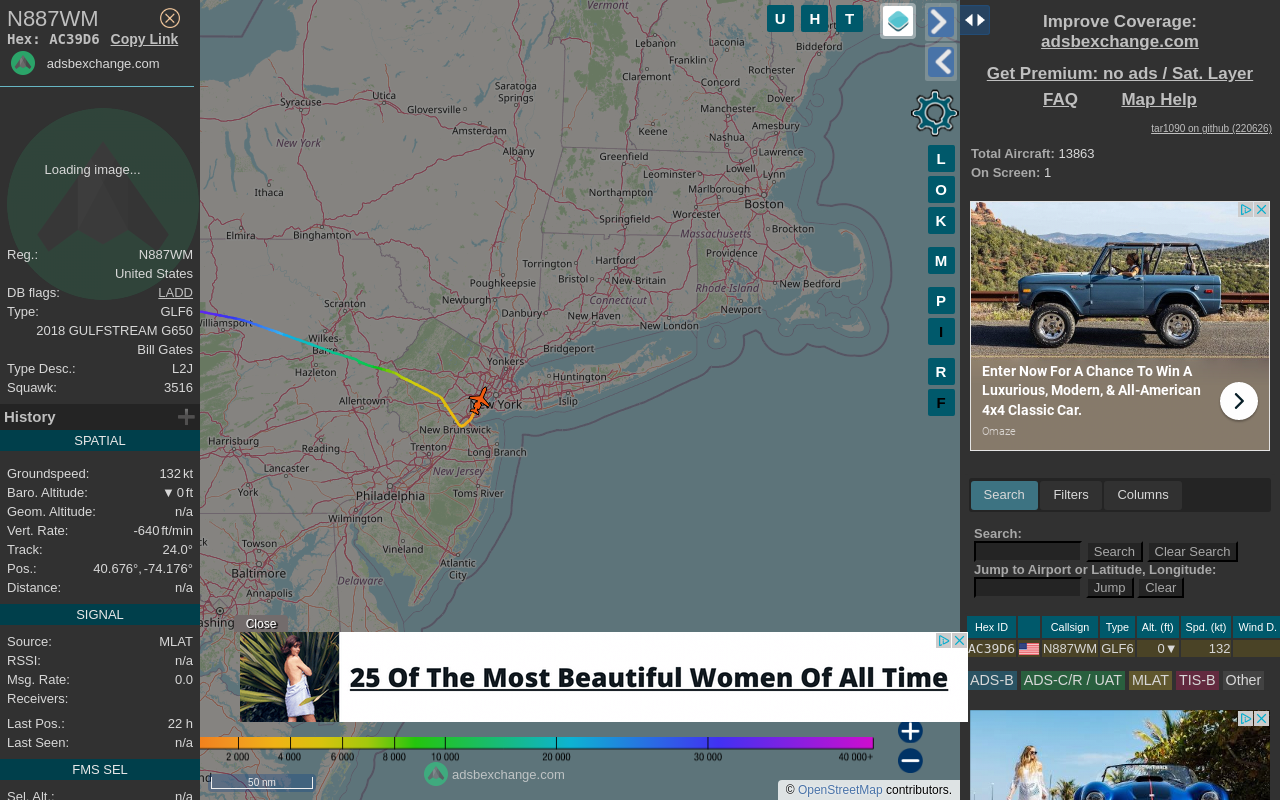 N887WM
Hex: AC39D6 Copy Link
adsbexchange.com
Loading image...
Reg.: N887WM
United States
DB flags: LADD
Type: GLF6
2018 GULFSTREAM G650
Bill Gates
Type Desc.: L2J
Squawk: 3516
History
SPATIAL
Groundspeed: 132 kt
Baro. Altitude: ▼ 0 ft
Geom. Altitude: n/a
Vert. Rate: -640 ft/min
Track: 24.0°
Pos.: 40.676°, -74.176°
Distance: n/a
SIGNAL
Source: MLAT
RSSI: n/a
Msg. Rate: 0.0
Receivers:
Last Pos.: 22 h
Last Seen: n/a
FMS SEL
Sel. Alt.: n/a
U H T
L
O
K
M
P
I
R
F
Vermont
Lebanon
Laconia
Biddeford
Franklin
Rochester
Claremont
Concord
Saratoga
Springs
Dover
Utica
Syracuse
Gloversville
Manchester
Amesbury
Amsterdam
Keene
Nashua
New York
Albany
Lawrence
Greenfield
Lowell
Lynn
Leominster
Ithaca
Northampton
Marlborough
Boston
Worcester
Springfield
Brockton
Elmira
Binghamton
Massachusetts
Providence
Torrington
Hartford
Bristol
New Britain
New Bedford
Poughkeepsie
Rhode Island
Scranton
Newburgh
Connecticut
Newport
Danbury
New Haven
New London
Williamsport
Wilkes-
Barre
Bridgeport
Yonkers
Hazleton
Huntington
Allentown
New York
Islip
New Brunswick
Harrisburg
Reading
Trenton
Long Branch
Lancaster
New Jersey
York
Philadelphia
Toms River
Wilmington
Towson
Vineland
Baltimore
Atlantic
City
Delaware
Annapolis
Close
25 Of The Most Beautiful Women Of All Time
2 000 4 000 6 000 8 000 10 000 20 000 30 000 40 000+
adsbexchange.com
50 nm
© OpenStreetMap contributors.
Improve Coverage:
adsbexchange.com
Get Premium: no ads / Sat. Layer
FAQ Map Help
tar1090 on github (220626)
Total Aircraft: 13863
On Screen: 1
Enter Now For A Chance To Win A
Luxurious, Modern, & All-American
4x4 Classic Car.
Omaze
Search Filters Columns
Search:
Search Clear Search
Jump to Airport or Latitude, Longitude:
Jump Clear
Hex ID Callsign Type Alt. (ft) Spd. (kt) Wind D.
AC39D6 N887WM GLF6 0▼ 132
ADS-B ADS-C/R / UAT MLAT TIS-B Other